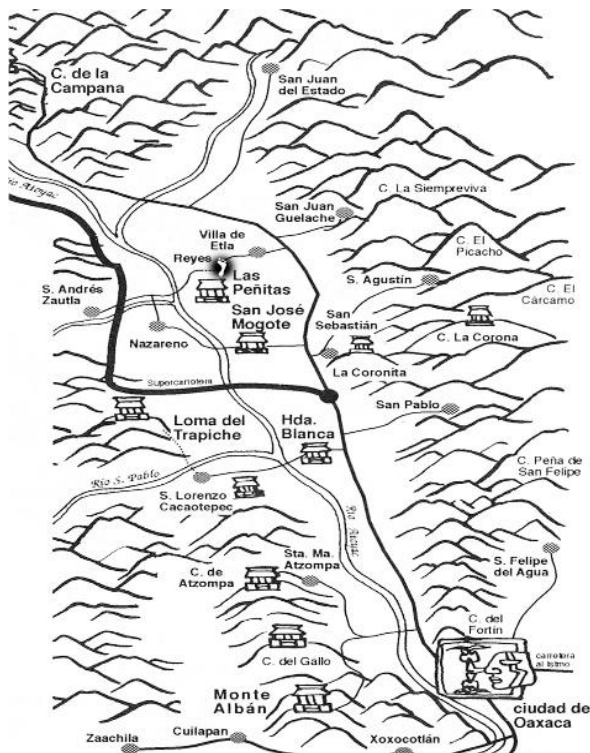 C. de la
Campana
San Juan
del Estado
Río Atoyac
C. La Siempreviva
San Juan
Guelache
Villa de
Etla
Reyes
C. El
Picacho
Las
Peñitas
S. Agustín
S. Andrés
Zautla
C. El
Cárcamo
San José
Mogote
San
Sebastián
Nazareno
C. La Corona
La Coronita
Supercarretera
San Pablo
Loma del
Trapiche
Hda.
Blanca
C. Peña de
San Felipe
Río S. Pablo
S. Lorenzo
Cacaotepec
Río Atoyac
Sta. Ma.
Atzompa
C. de
Atzompa
S. Felipe
del Agua
C. del
Fortín
C. del Gallo
carretera
al Istmo
Monte
Albán
ciudad de
Oaxaca
Zaachila
Cuilapan
Xoxocotlán